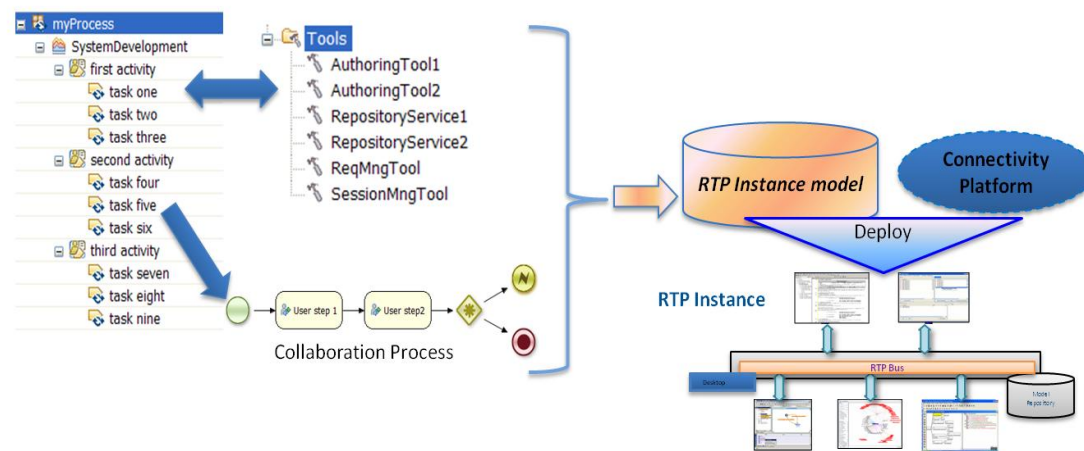 myProcess
SystemDevelopment
first activity
task one
task two
task three
second activity
task four
task five
task six
third activity
task seven
task eight
task nine
Tools
AuthoringTool1
AuthoringTool2
RepositoryService1
RepositoryService2
ReqMngTool
SessionMngTool
User step 1
User step2
Collaboration Process
RTP Instance model
Connectivity
Platform
Deploy
RTP Instance
RTP Bus
Desktop
Model
Repository